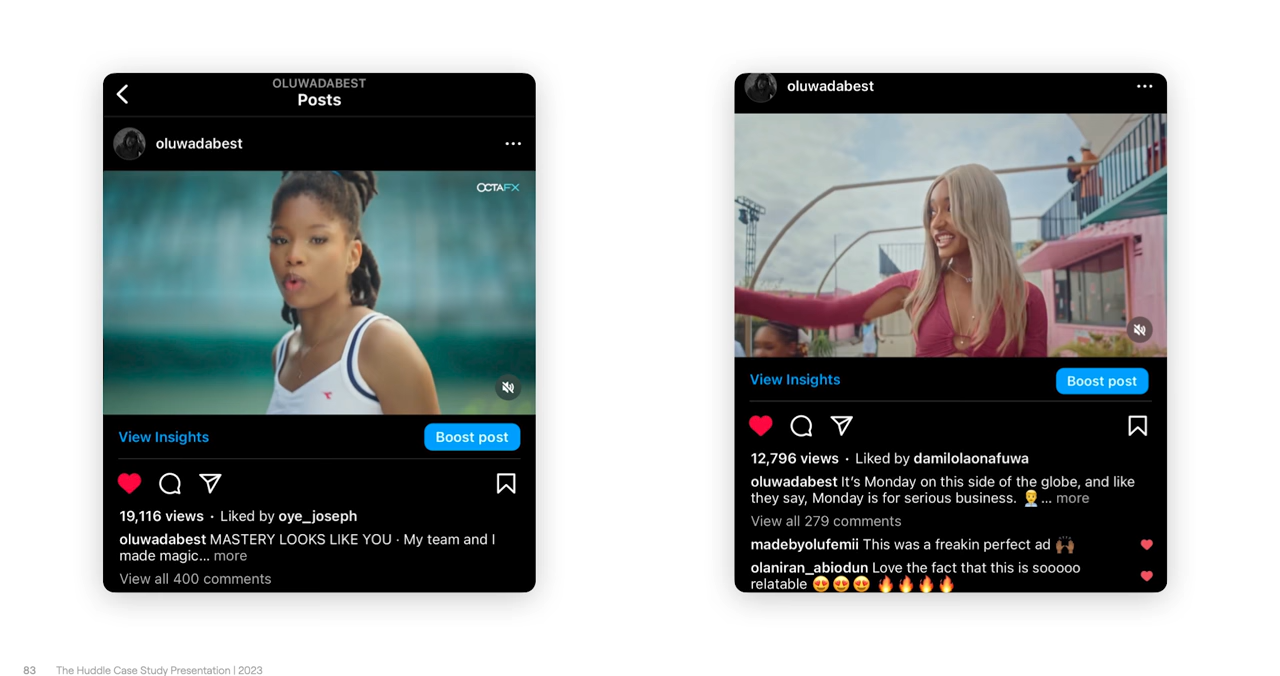 OLUWADABEST
Posts
oluwadabest
OCTAFX
View Insights
Boost post
19,116 views · Liked by oye_joseph
oluwadabest MASTERY LOOKS LIKE YOU · My team and I
made magic... more
View all 400 comments
oluwadabest
View Insights
Boost post
12,796 views · Liked by damilolaonafuwa
oluwadabest It's Monday on this side of the globe, and like
they say, Monday is for serious business. 👨‍💼... more
View all 279 comments
madebyolufemii This was a freakin perfect ad 🙌🏾
olaniran_abiodun Love the fact that this is sooooo
relatable 😍😍😍 🔥🔥🔥🔥
83 The Huddle Case Study Presentation | 2023